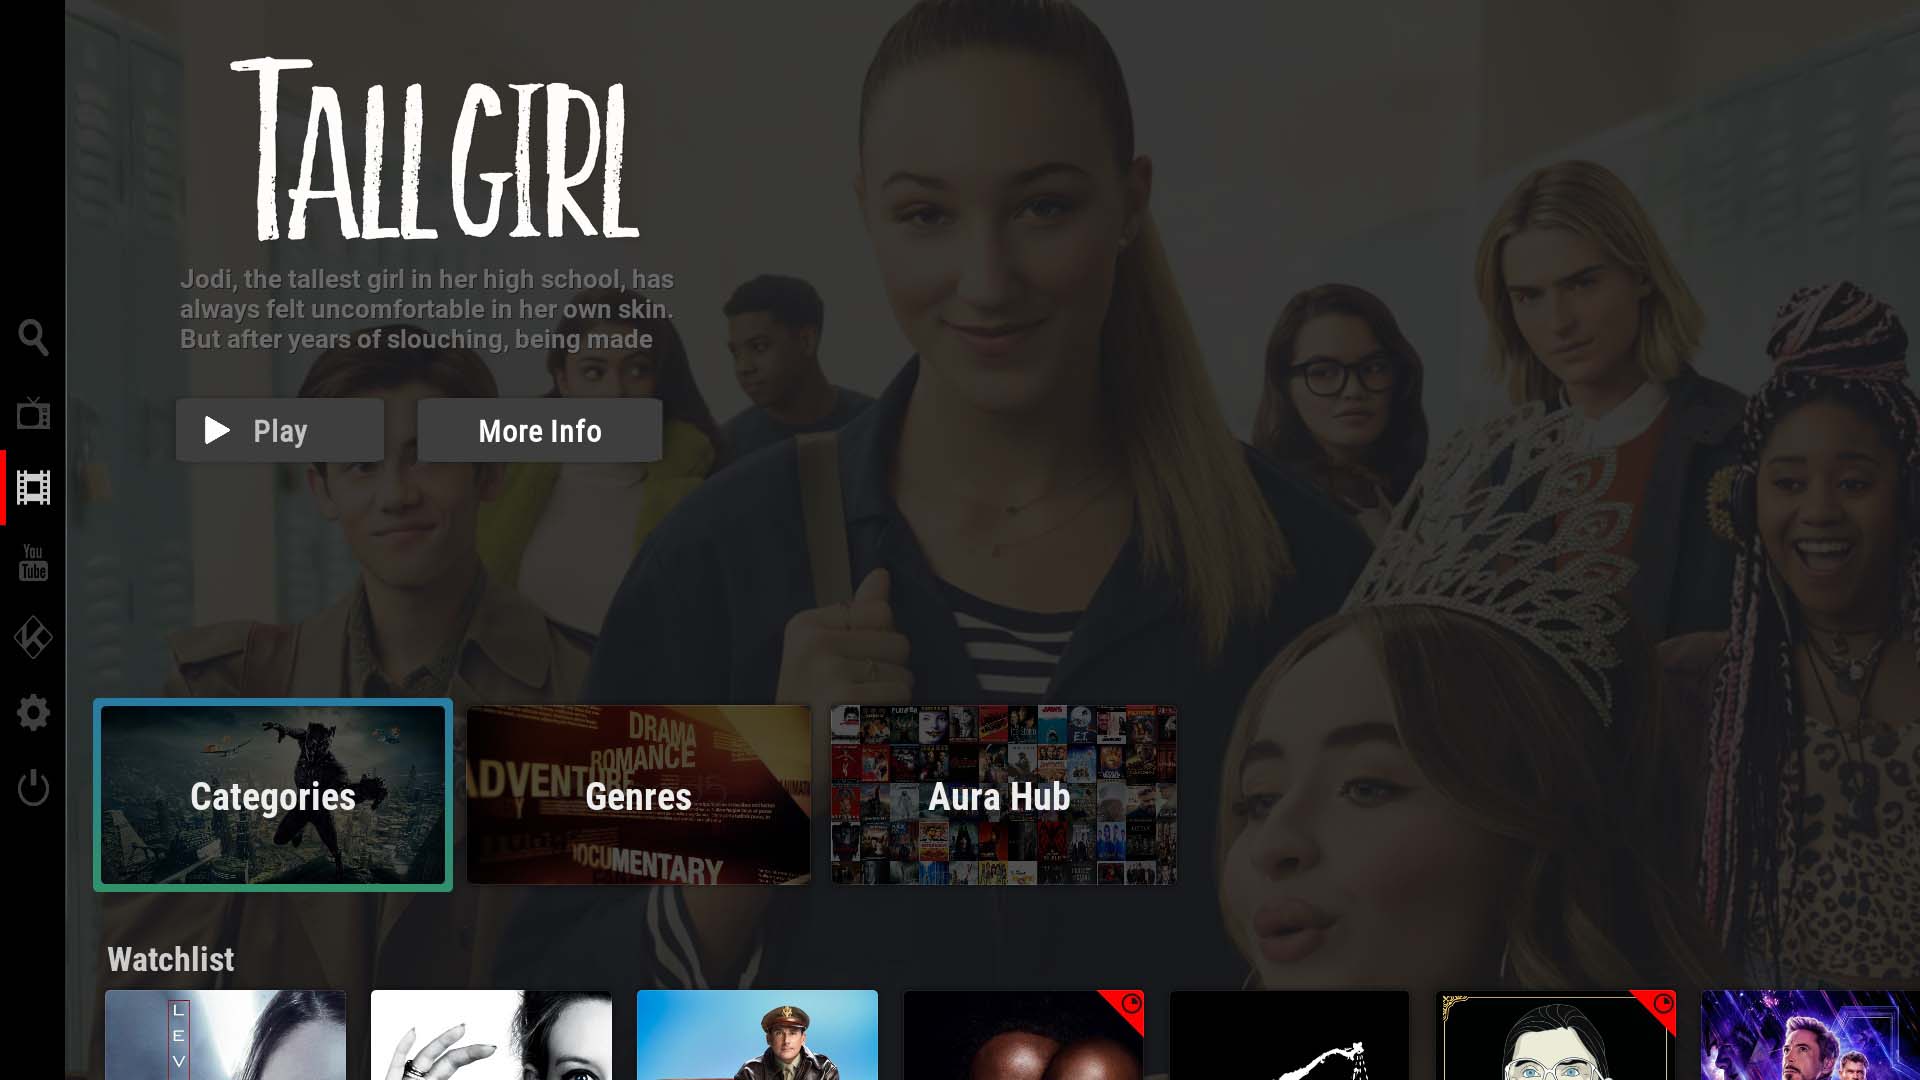 TALL GIRL
Jodi, the tallest girl in her high school, has
always felt uncomfortable in her own skin.
But after years of slouching, being made
Play
More Info
You
Tube
Categories
DRAMA
ROMANCE
ADVENTURE
Genres
DOCUMENTARY
Aura Hub
JAWS
E.T.
Watchlist
L
E
V